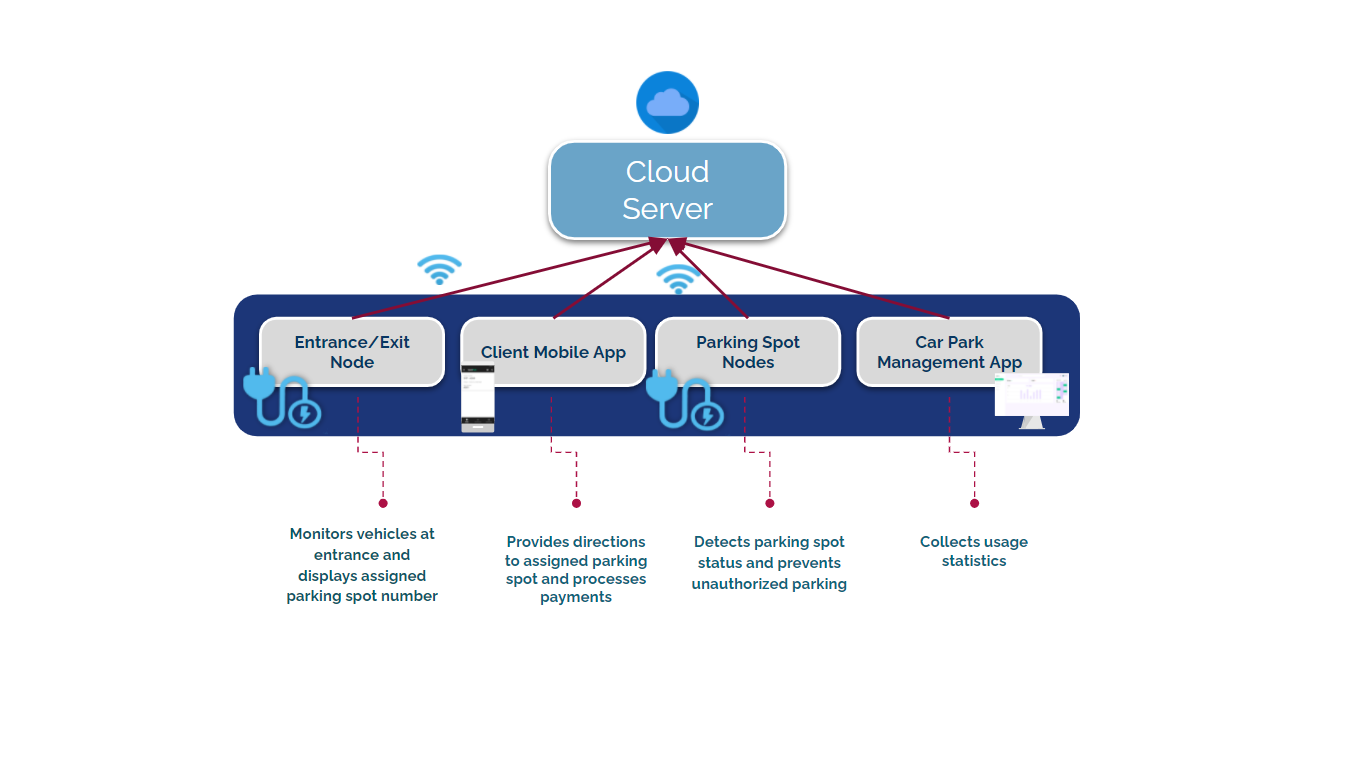 Cloud
Server
Entrance/Exit
Node
Client Mobile App
Parking Spot
Nodes
Car Park
Management App
Monitors vehicles at
entrance and
displays assigned
parking spot number
Provides directions
to assigned parking
spot and processes
payments
Detects parking spot
status and prevents
unauthorized parking
Collects usage
statistics